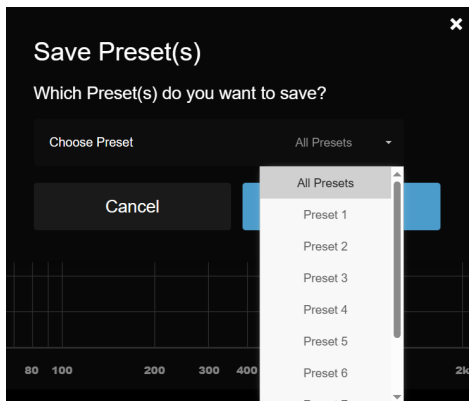 Save Preset(s)
Which Preset(s) do you want to save?
Choose Preset All Presets
All Presets
Cancel
Preset 1
Preset 2
Preset 3
Preset 4
Preset 5
80 100 200 300 400 2k
Preset 6